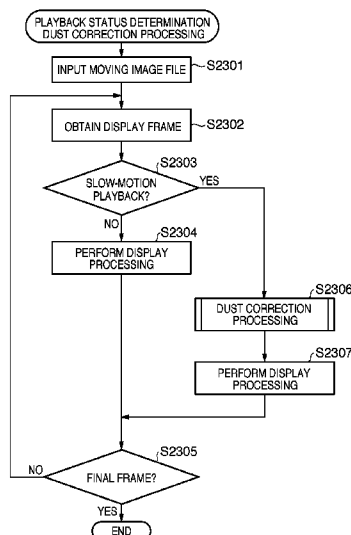 PLAYBACK STATUS DETERMINATION
DUST CORRECTION PROCESSING
INPUT MOVING IMAGE FILE
S2301
OBTAIN DISPLAY FRAME
S2302
S2303
SLOW-MOTION
PLAYBACK?
YES
NO
S2304
PERFORM DISPLAY
PROCESSING
S2306
DUST CORRECTION
PROCESSING
S2307
PERFORM DISPLAY
PROCESSING
S2305
FINAL FRAME?
NO
YES
END